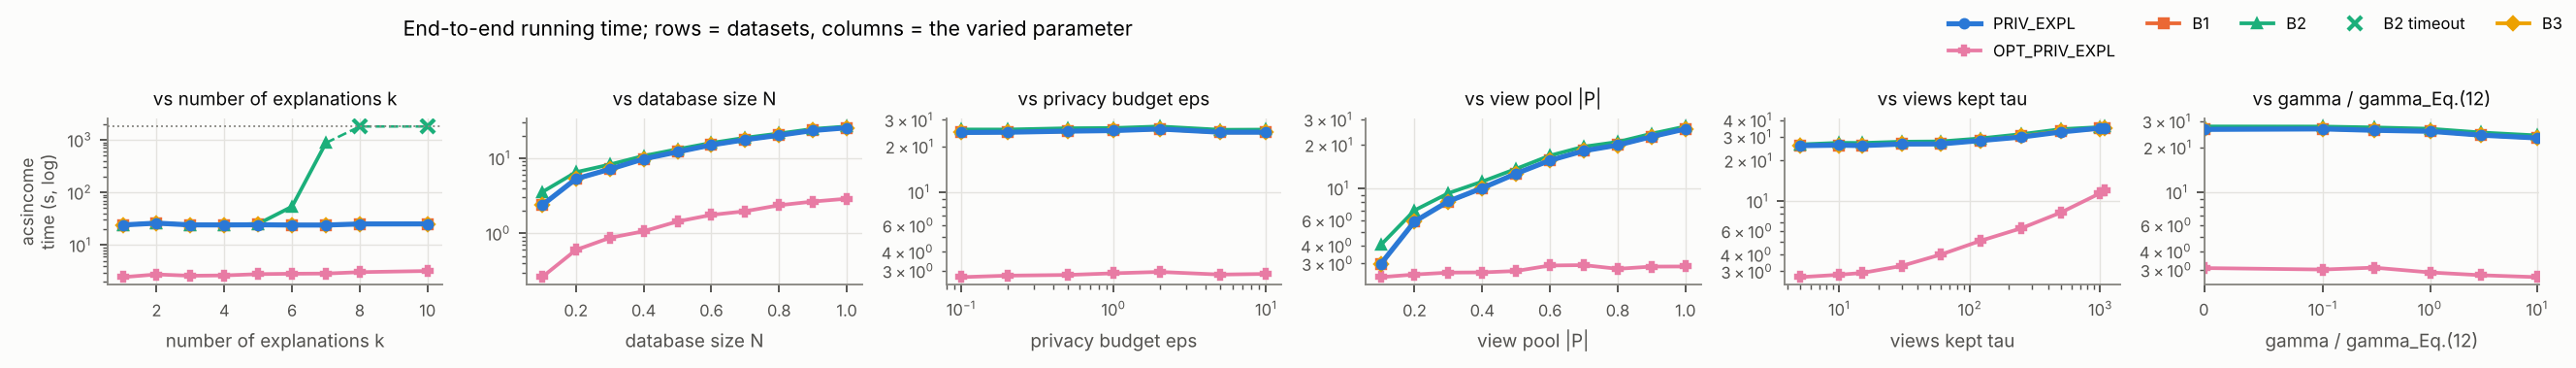 End-to-end running time; rows = datasets, columns = the varied parameter
PRIV_EXPL B1 B2 B2 timeout B3
OPT_PRIV_EXPL
vs number of explanations k
acsincome
time (s, log)
10³
10²
10¹
2 4 6 8 10
number of explanations k
vs database size N
10¹
10⁰
0.2 0.4 0.6 0.8 1.0
database size N
vs privacy budget eps
3 × 10¹
2 × 10¹
10¹
6 × 10⁰
4 × 10⁰
3 × 10⁰
10⁻¹ 10⁰ 10¹
privacy budget eps
vs view pool |P|
3 × 10¹
2 × 10¹
10¹
6 × 10⁰
4 × 10⁰
3 × 10⁰
0.2 0.4 0.6 0.8 1.0
view pool |P|
vs views kept tau
4 × 10¹
3 × 10¹
2 × 10¹
10¹
6 × 10⁰
4 × 10⁰
3 × 10⁰
10¹ 10² 10³
views kept tau
vs gamma / gamma_Eq.(12)
3 × 10¹
2 × 10¹
10¹
6 × 10⁰
4 × 10⁰
3 × 10⁰
0 10⁻¹ 10⁰ 10¹
gamma / gamma_Eq.(12)